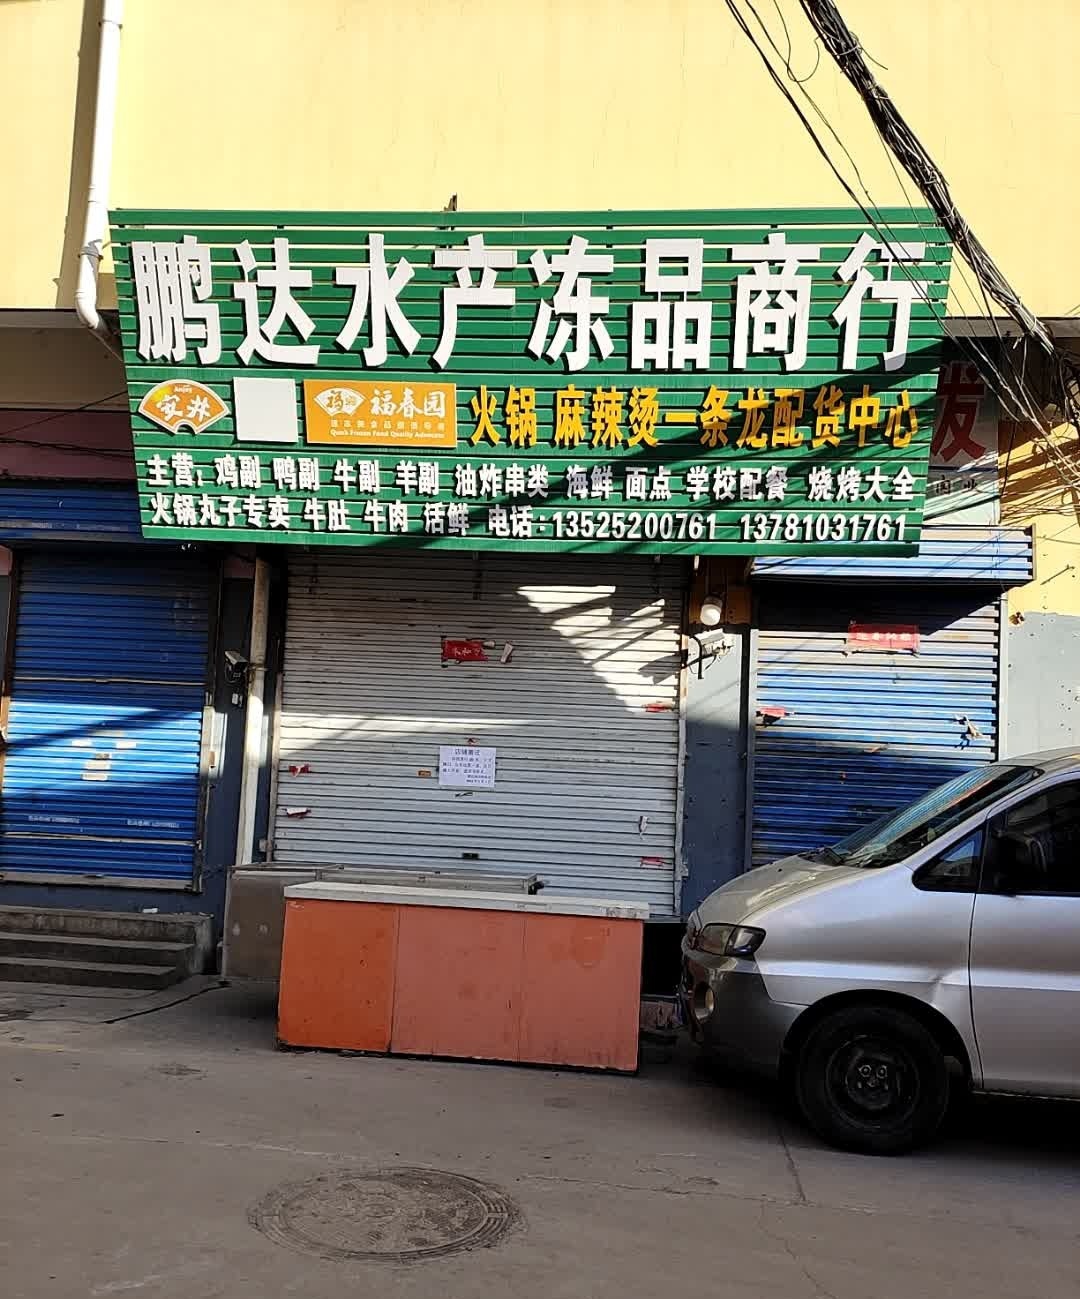 鹏达水产冻品商行
Anjoy
安井
福春园
火锅 麻辣烫一条龙配货中心
主营：鸡副 鸭副 牛副 羊副 油炸串类 海鲜 面点 学校配餐 烧烤大全
火锅丸子专卖 牛肚 牛肉 活鲜 电话：13525200761 13781031761
发
店铺搬迁